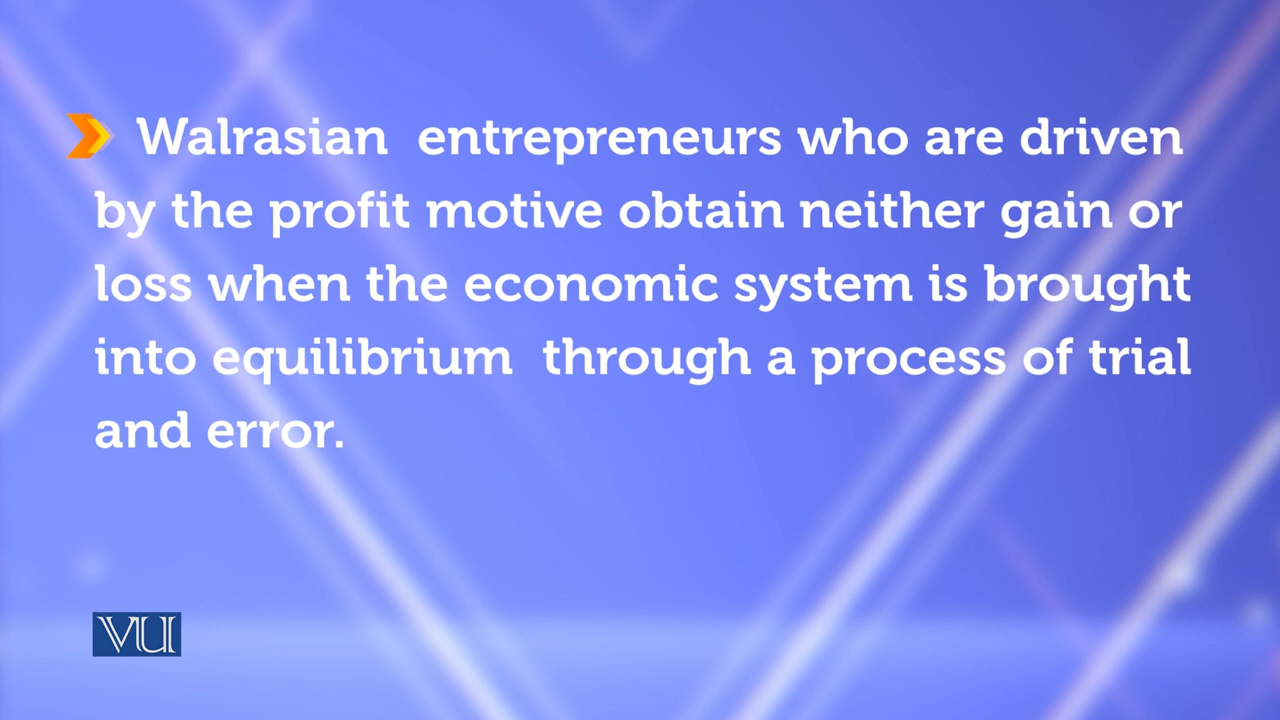 Walrasian  entrepreneurs who are driven
by the profit motive obtain neither gain or
loss when the economic system is brought
into equilibrium  through a process of trial
and error.
VU